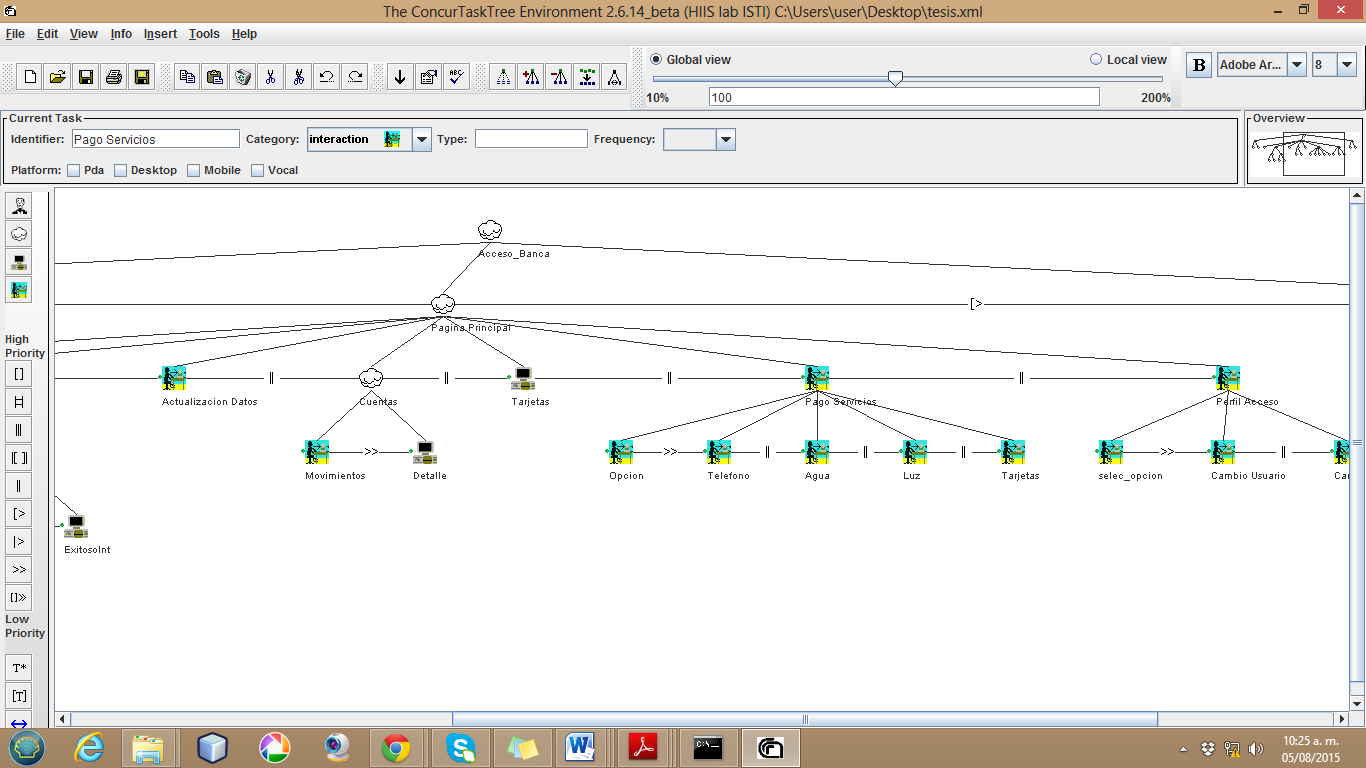 The ConcurTaskTree Environment 2.6.14_beta (HIIS lab ISTI) C:\Users\user\Desktop\tesis.xml
File Edit View Info Insert Tools Help
Global view Local view
10% 100 200%
B Adobe Ar... 8
Current Task
Identifier: Pago Servicios Category: interaction Type: Frequency:
Platform: Pda Desktop Mobile Vocal
Overview
Acceso_Banca
[>
Pagina Principal
|| || || ||
Actualizacion Datos Cuentas Tarjetas Pago Servicios Perfil Acceso
>> >> || || || >> ||
Movimientos Detalle Opcion Telefono Agua Luz Tarjetas selec_opcion Cambio Usuario
ExitosoInt
High
Priority
[]
|=|
|||
|[]|
||
[>
|>
>>
[]>>
Low
Priority
T*
[T]
C:\_
10:25 a. m.
05/08/2015